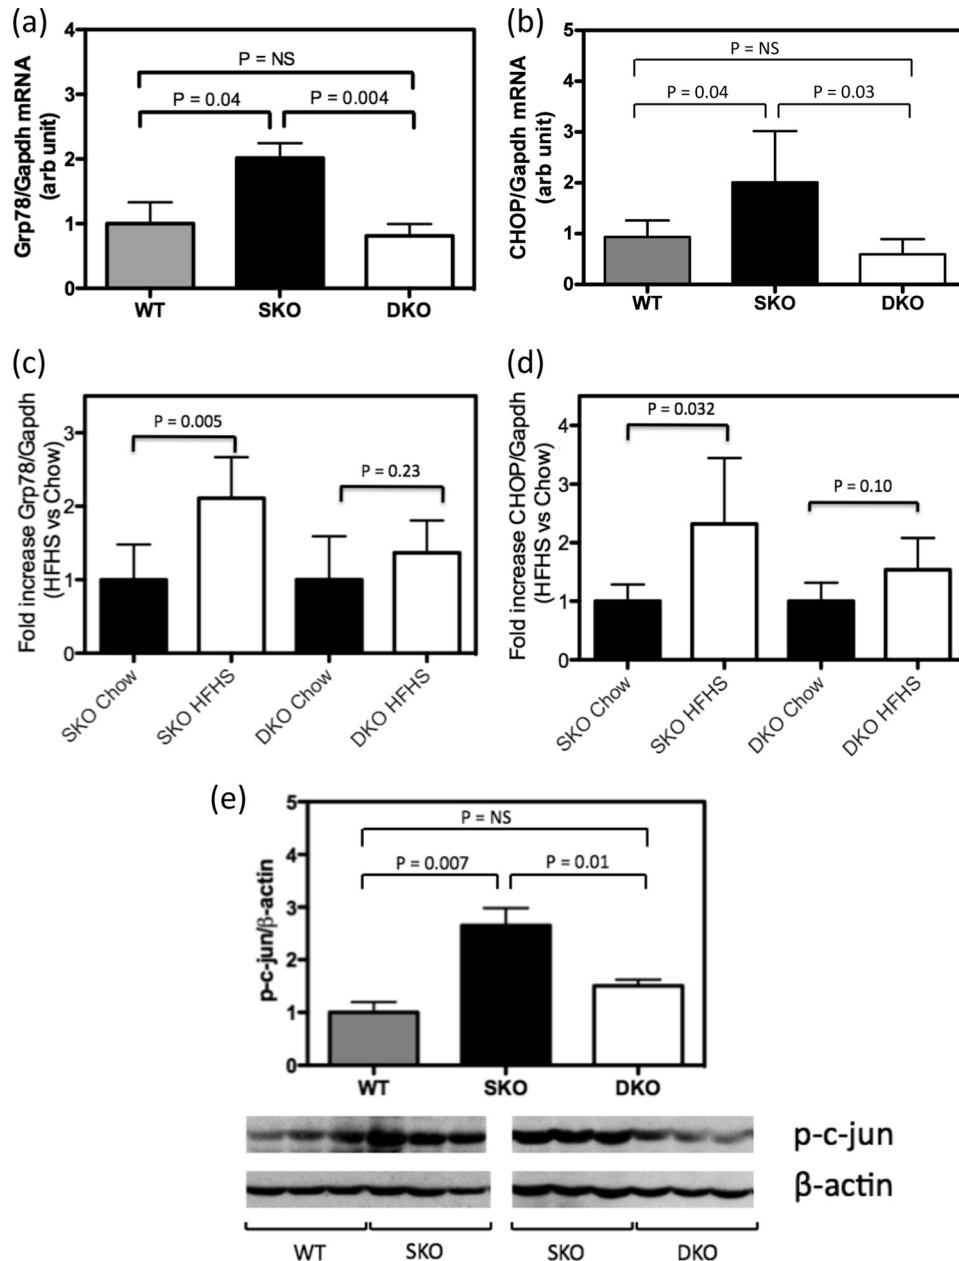 (a)
Grp78/Gapdh mRNA
(arb unit)
4
3
2
1
0
P = NS
P = 0.04
P = 0.004
WT
SKO
DKO
(b)
CHOP/Gapdh mRNA
(arb unit)
5
4
3
2
1
0
P = NS
P = 0.04
P = 0.03
WT
SKO
DKO
(c)
Fold increase Grp78/Gapdh
(HFHS vs Chow)
3
2
1
0
P = 0.005
P = 0.23
SKO Chow
SKO HFHS
DKO Chow
DKO HFHS
(d)
Fold increase CHOP/Gapdh
(HFHS vs Chow)
4
3
2
1
0
P = 0.032
P = 0.10
SKO Chow
SKO HFHS
DKO Chow
DKO HFHS
(e)
p-c-jun/β-actin
5
4
3
2
1
0
P = NS
P = 0.007
P = 0.01
WT
SKO
DKO
p-c-jun
β-actin
WT
SKO
SKO
DKO